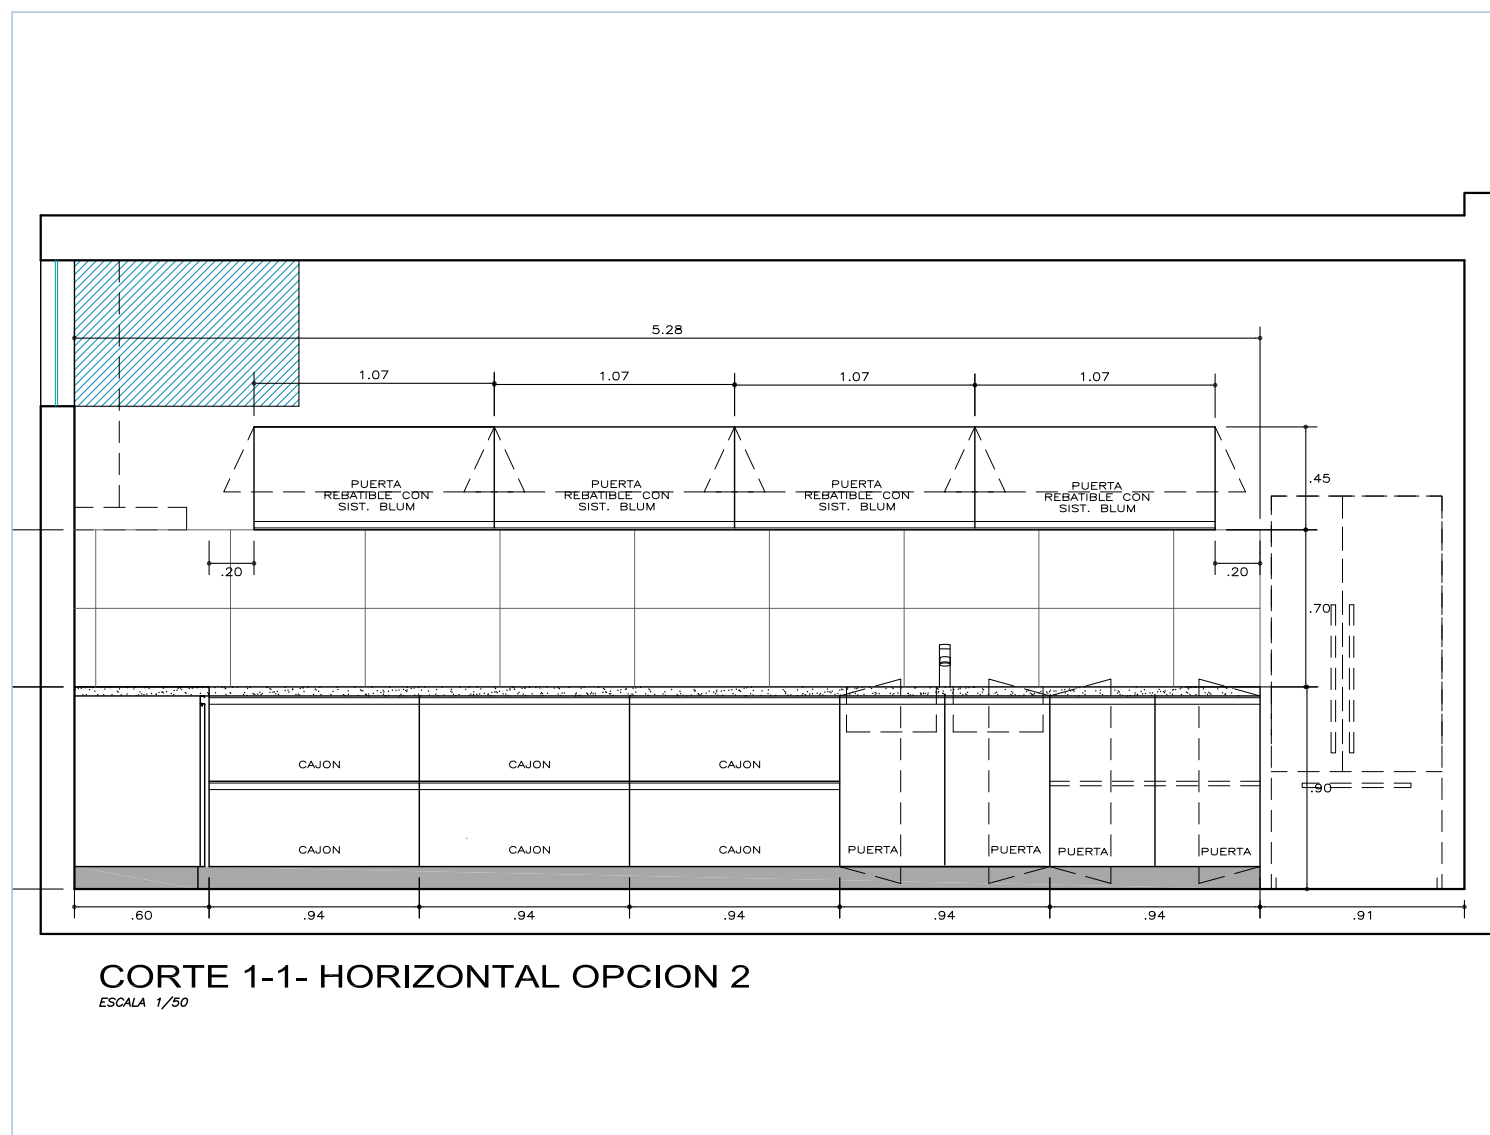 5.28
1.07
1.07
1.07
1.07
PUERTA
REBATIBLE CON
SIST. BLUM
PUERTA
REBATIBLE CON
SIST. BLUM
PUERTA
REBATIBLE CON
SIST. BLUM
PUERTA
REBATIBLE CON
SIST. BLUM
.45
.20
.20
.70
CAJON
CAJON
CAJON
.90
CAJON
CAJON
CAJON
PUERTA
PUERTA
PUERTA
PUERTA
.60
.94
.94
.94
.94
.94
.91
CORTE 1-1- HORIZONTAL OPCION 2
ESCALA 1/50